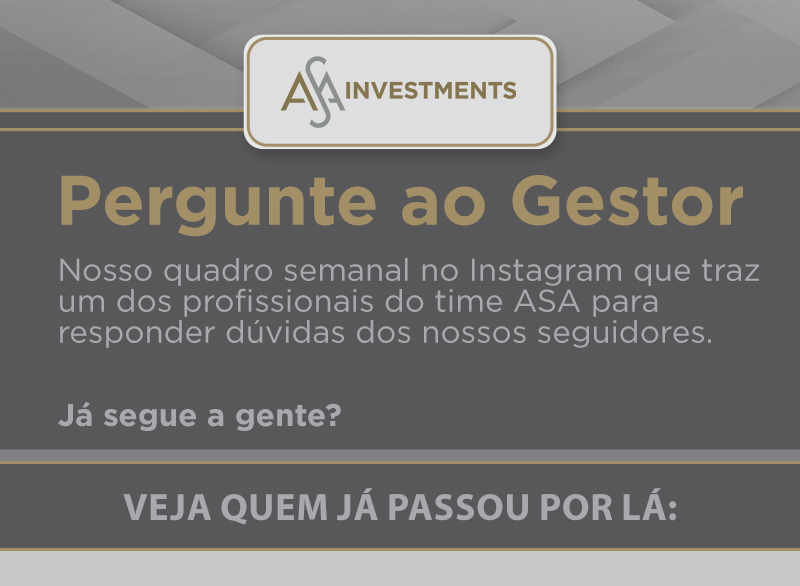 ASA INVESTMENTS
Pergunte ao Gestor
Nosso quadro semanal no Instagram que traz
um dos profissionais do time ASA para
responder dúvidas dos nossos seguidores.
Já segue a gente?
VEJA QUEM JÁ PASSOU POR LÁ: